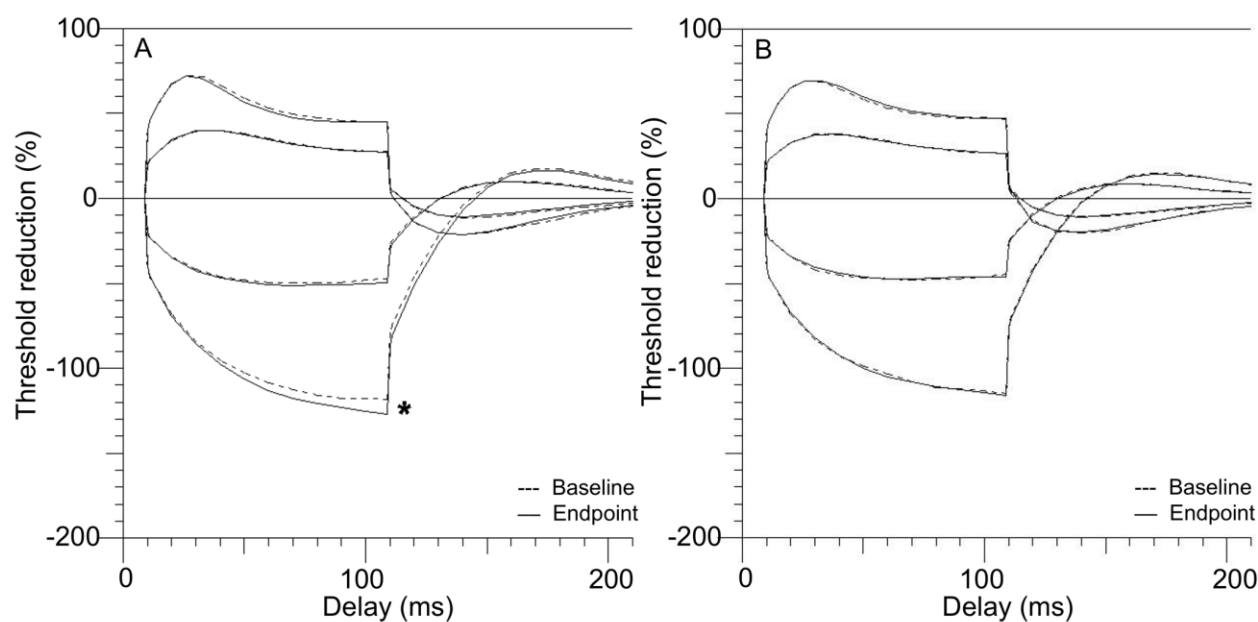 A
Threshold reduction (%)
100
0
-100
-200
*
--- Baseline
— Endpoint
0
100
200
Delay (ms)
B
Threshold reduction (%)
100
0
-100
-200
--- Baseline
— Endpoint
0
100
200
Delay (ms)